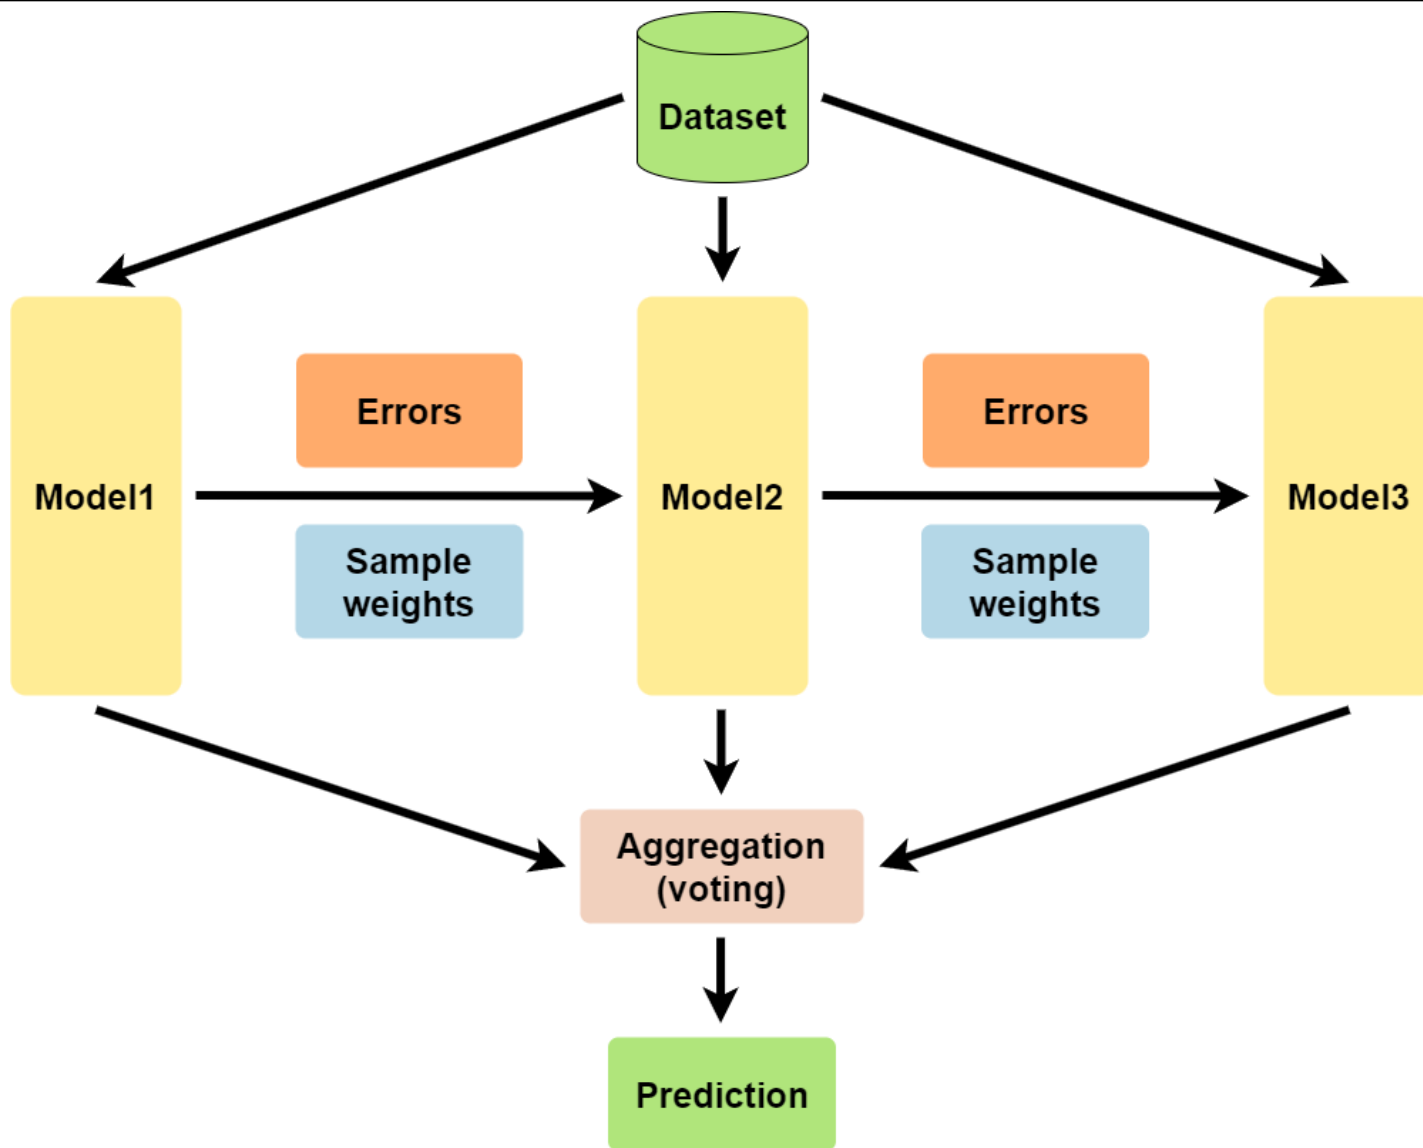 Dataset
Errors
Errors
Model1
Model2
Model3
Sample
weights
Sample
weights
Aggregation
(voting)
Prediction